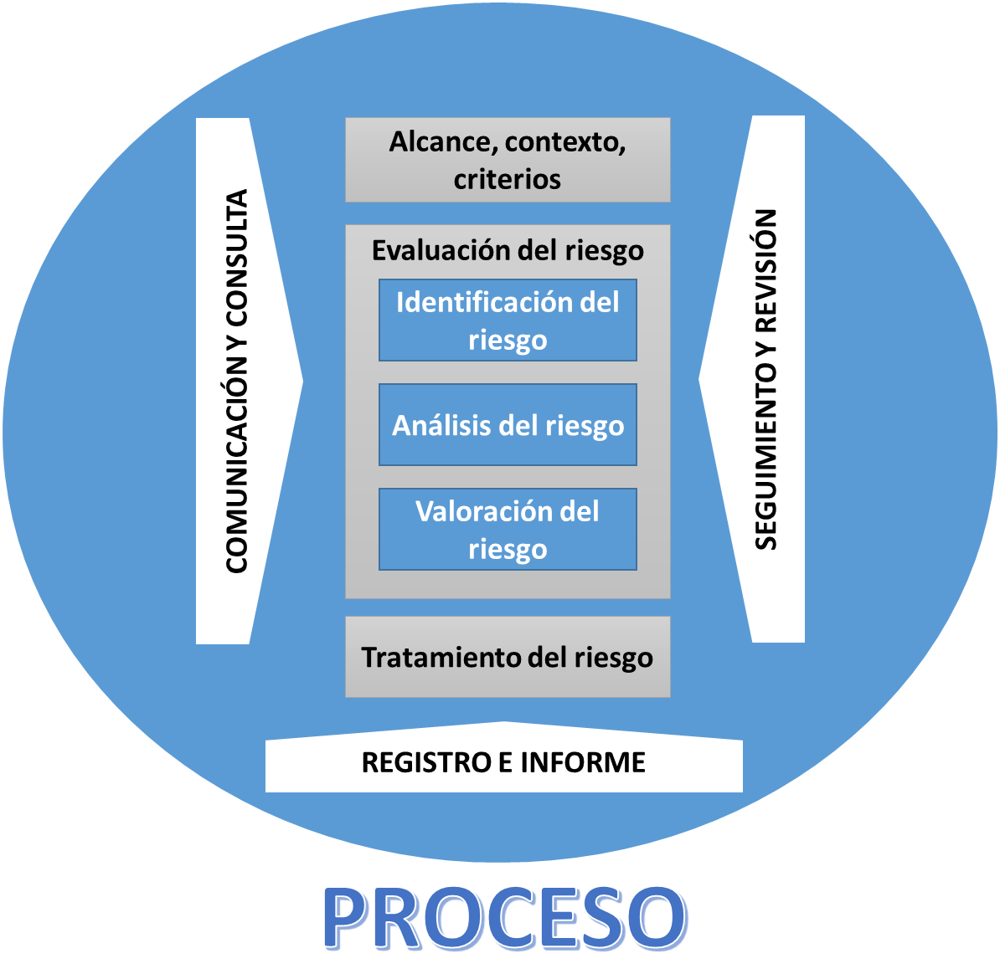 Alcance, contexto,
criterios
COMUNICACIÓN Y CONSULTA
Evaluación del riesgo
Identificación del
riesgo
Análisis del riesgo
Valoración del
riesgo
SEGUIMIENTO Y REVISIÓN
Tratamiento del riesgo
REGISTRO E INFORME
PROCESO